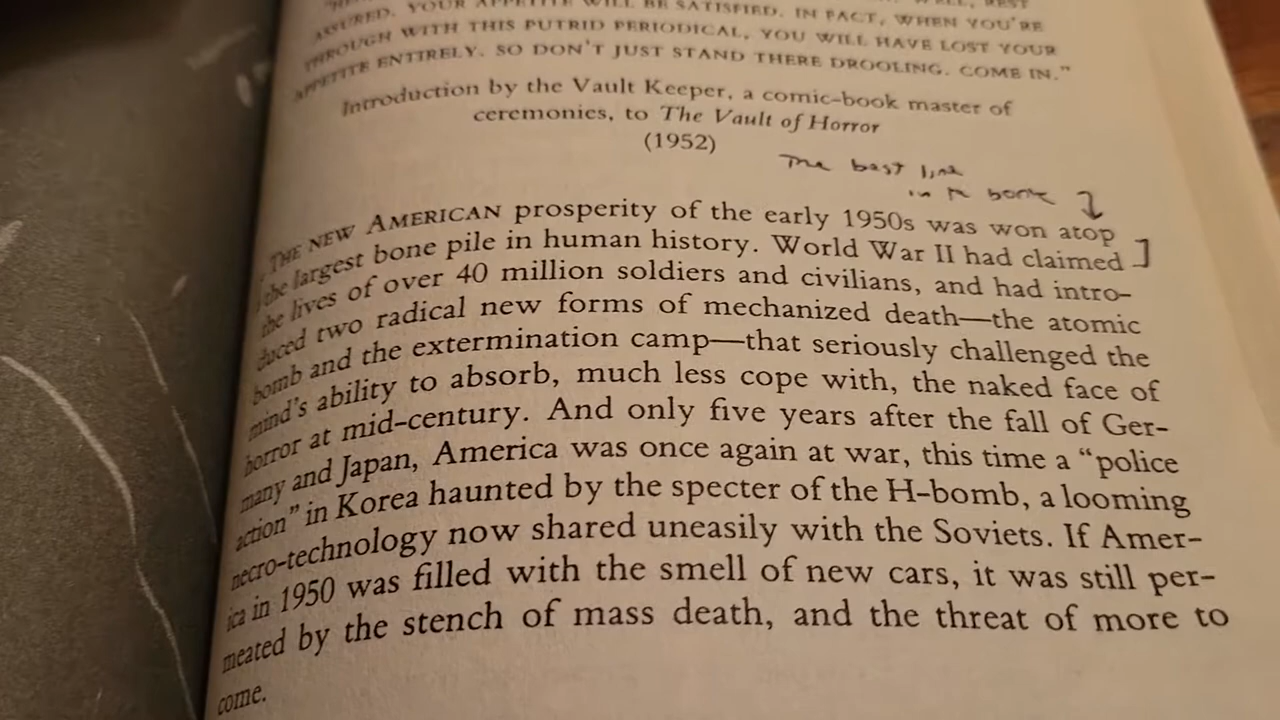 WELL, REST
ASSURED. YOUR APPETITE WILL BE SATISFIED. IN FACT, WHEN YOU'RE
THROUGH WITH THIS PUTRID PERIODICAL, YOU WILL HAVE LOST YOUR
APPETITE ENTIRELY. SO DON'T JUST STAND THERE DROOLING. COME IN."
Introduction by the Vault Keeper, a comic-book master of
ceremonies, to The Vault of Horror
(1952)
The best line
in book
THE NEW AMERICAN prosperity of the early 1950s was won atop
the largest bone pile in human history. World War II had claimed
the lives of over 40 million soldiers and civilians, and had intro-
duced two radical new forms of mechanized death—the atomic
bomb and the extermination camp—that seriously challenged the
mind's ability to absorb, much less cope with, the naked face of
horror at mid-century. And only five years after the fall of Ger-
many and Japan, America was once again at war, this time a "police
action" in Korea haunted by the specter of the H-bomb, a looming
necro-technology now shared uneasily with the Soviets. If Amer-
ica in 1950 was filled with the smell of new cars, it was still per-
meated by the stench of mass death, and the threat of more to
come.